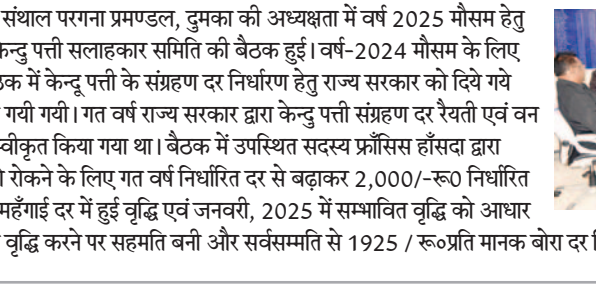 संथाल परगना प्रमण्डल, दुमका की अध्यक्षता में वर्ष 2025 मौसम हेतु
केन्दु पत्ती सलाहकार समिति की बैठक हुई। वर्ष-2024 मौसम के लिए
ठक में केन्दू पत्ती के संग्रहण दर निर्धारण हेतु राज्य सरकार को दिये गये
गयी गयी। गत वर्ष राज्य सरकार द्वारा केन्दु पत्ती संग्रहण दर रैयती एवं वन
स्वीकृत किया गया था। बैठक में उपस्थित सदस्य फ्राँसिस हाँसदा द्वारा
रोकने के लिए गत वर्ष निर्धारित दर से बढ़ाकर 2,000/-रू0 निर्धारित
महँगाई दर में हुई वृद्धि एवं जनवरी, 2025 में सम्भावित वृद्धि को आधार
वृद्धि करने पर सहमति बनी और सर्वसम्मति से 1925 / रू०प्रति मानक बोरा दर